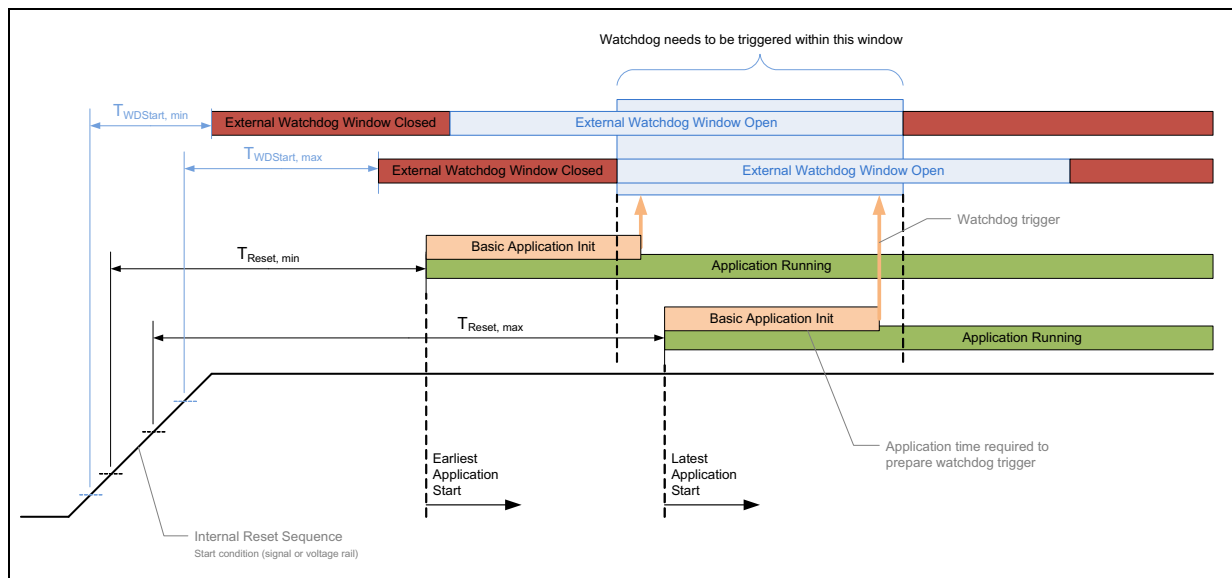 Watchdog needs to be triggered within this window
TWDStart, min
External Watchdog Window Closed
External Watchdog Window Open
TWDStart, max
External Watchdog Window Closed
External Watchdog Window Open
Watchdog trigger
Basic Application Init
TReset, min
Application Running
Basic Application Init
TReset, max
Application Running
Earliest
Application
Start
Latest
Application
Start
Application time required to
prepare watchdog trigger
Internal Reset Sequence
Start condition (signal or voltage rail)